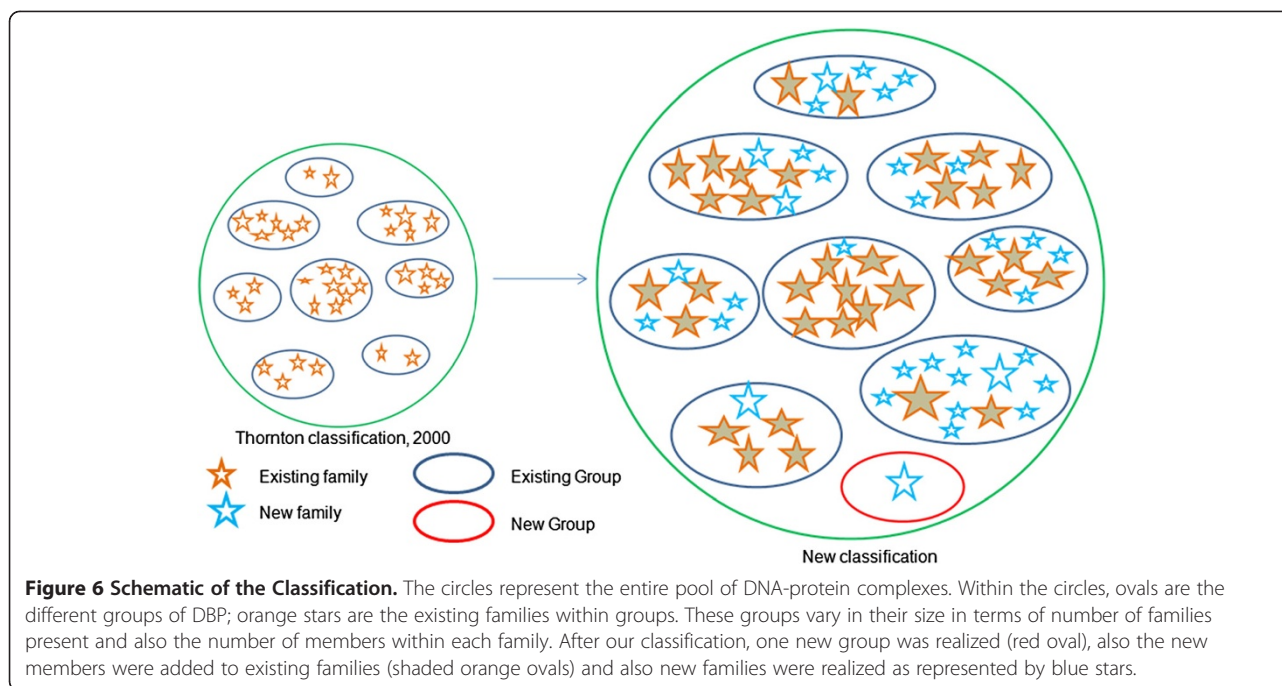 Thornton classification, 2000
Existing family
New family
Existing Group
New Group
New classification
Figure 6 Schematic of the Classification. The circles represent the entire pool of DNA-protein complexes. Within the circles, ovals are the
different groups of DBP; orange stars are the existing families within groups. These groups vary in their size in terms of number of families
present and also the number of members within each family. After our classification, one new group was realized (red oval), also the new
members were added to existing families (shaded orange ovals) and also new families were realized as represented by blue stars.